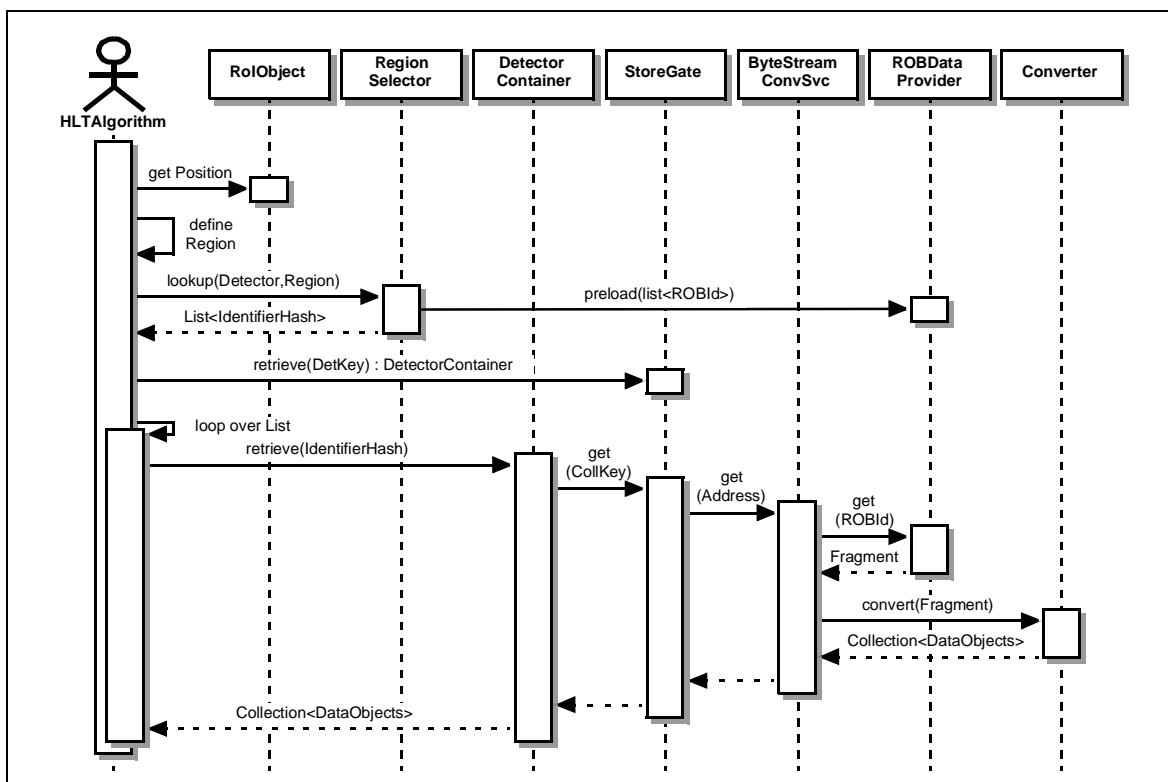 HLTAlgorithm
RoIObject
Region
Selector
Detector
Container
StoreGate
ByteStream
ConvSvc
ROBData
Provider
Converter
get Position
define
Region
lookup(Detector,Region)
preload(list<ROBId>)
List<IdentifierHash>
retrieve(DetKey) : DetectorContainer
loop over List
retrieve(IdentifierHash)
get
(CollKey)
get
(Address)
get
(ROBId)
Fragment
convert(Fragment)
Collection<DataObjects>
Collection<DataObjects>